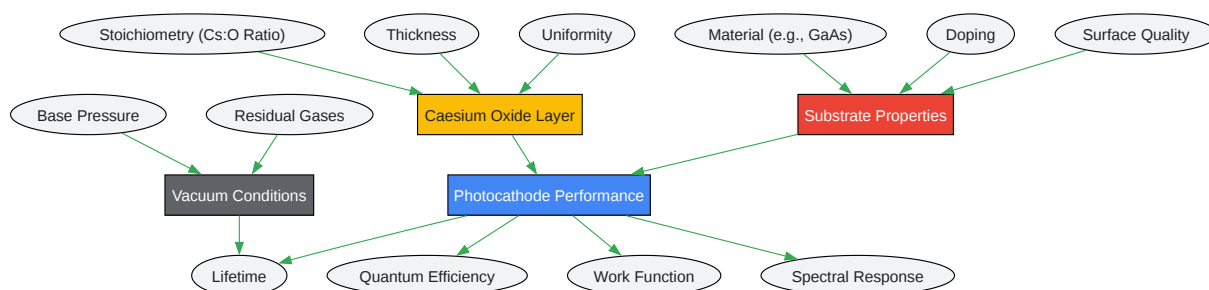 Stoichiometry (Cs:O Ratio)
Thickness
Uniformity
Material (e.g., GaAs)
Doping
Surface Quality
Base Pressure
Residual Gases
Caesium Oxide Layer
Substrate Properties
Vacuum Conditions
Photocathode Performance
Lifetime
Quantum Efficiency
Work Function
Spectral Response